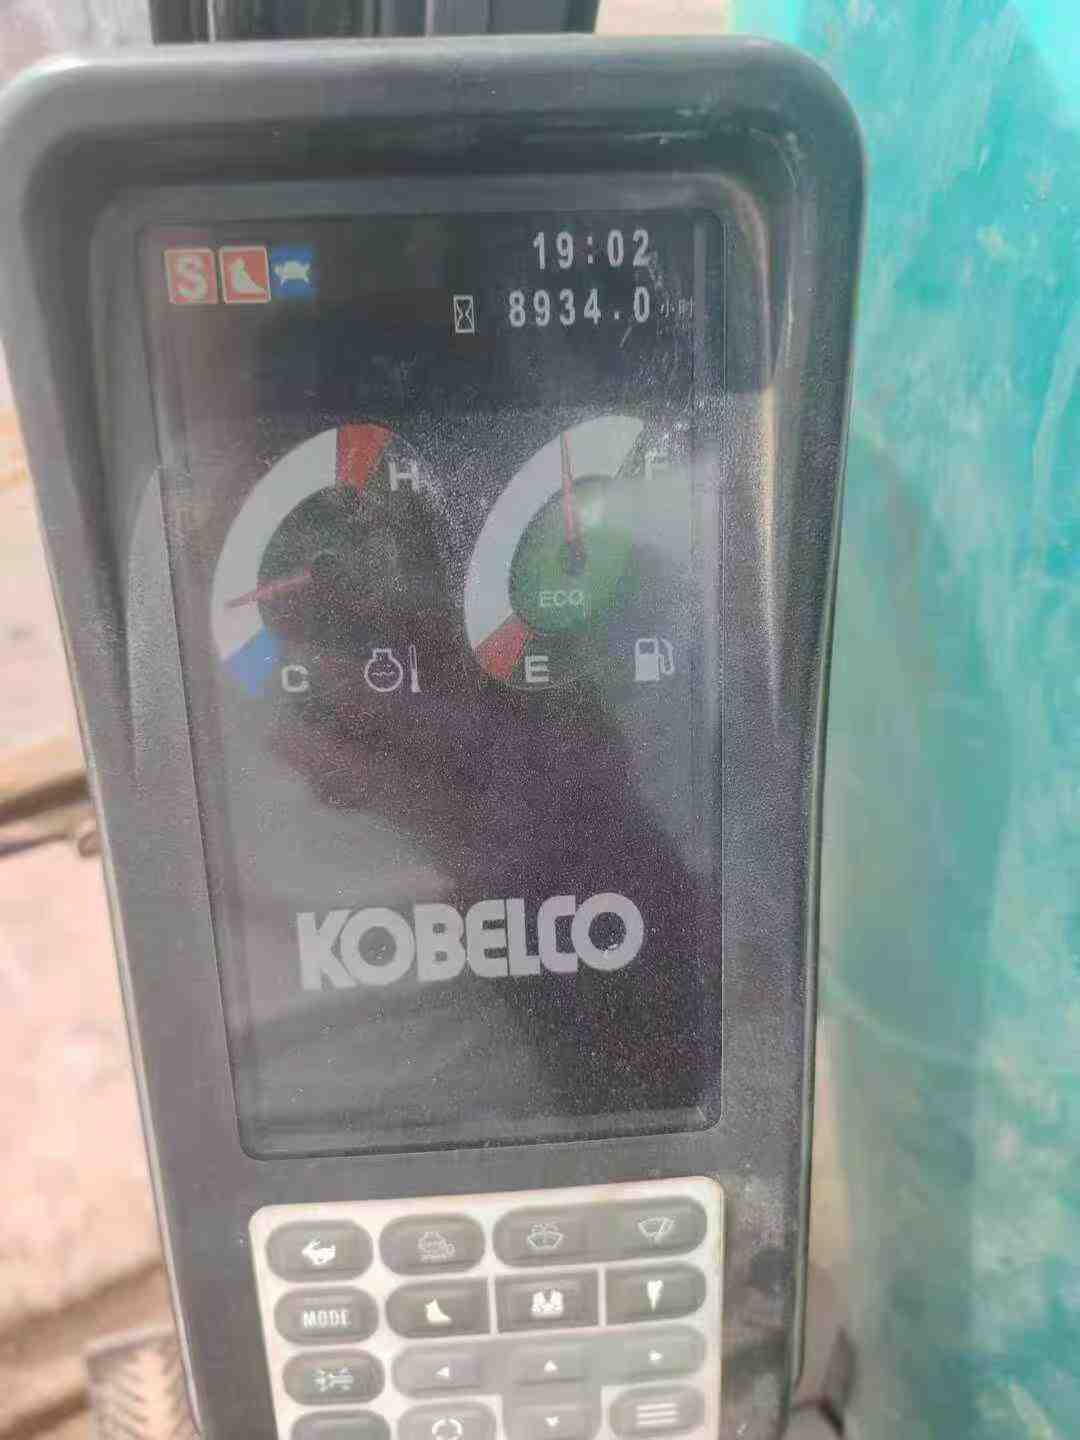 S
19:02
8934.0 小时
H
F
ECO
C
E
KOBELCO
MODE